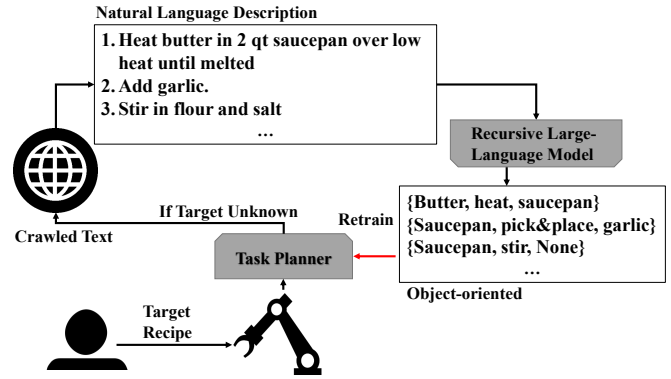 Natural Language Description
1. Heat butter in 2 qt saucepan over low
heat until melted
2. Add garlic.
3. Stir in flour and salt
...
Recursive Large-
Language Model
{Butter, heat, saucepan}
{Saucepan, pick&place, garlic}
{Saucepan, stir, None}
...
Object-oriented
Retrain
If Target Unknown
Crawled Text
Task Planner
Target
Recipe